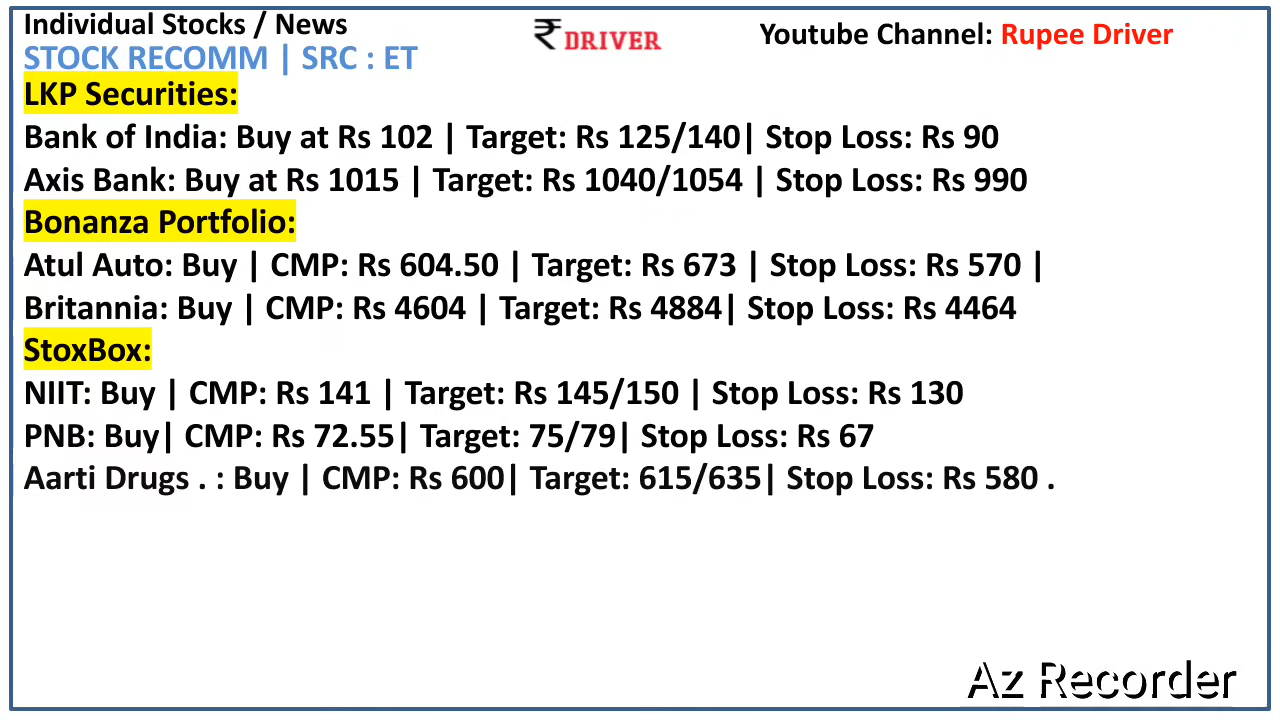 Individual Stocks / News
₹ DRIVER
Youtube Channel: Rupee Driver
STOCK RECOMM | SRC : ET
LKP Securities:
Bank of India: Buy at Rs 102 | Target: Rs 125/140| Stop Loss: Rs 90
Axis Bank: Buy at Rs 1015 | Target: Rs 1040/1054 | Stop Loss: Rs 990
Bonanza Portfolio:
Atul Auto: Buy | CMP: Rs 604.50 | Target: Rs 673 | Stop Loss: Rs 570 |
Britannia: Buy | CMP: Rs 4604 | Target: Rs 4884| Stop Loss: Rs 4464
StoxBox:
NIIT: Buy | CMP: Rs 141 | Target: Rs 145/150 | Stop Loss: Rs 130
PNB: Buy| CMP: Rs 72.55| Target: 75/79| Stop Loss: Rs 67
Aarti Drugs . : Buy | CMP: Rs 600| Target: 615/635| Stop Loss: Rs 580 .
Az Recorder